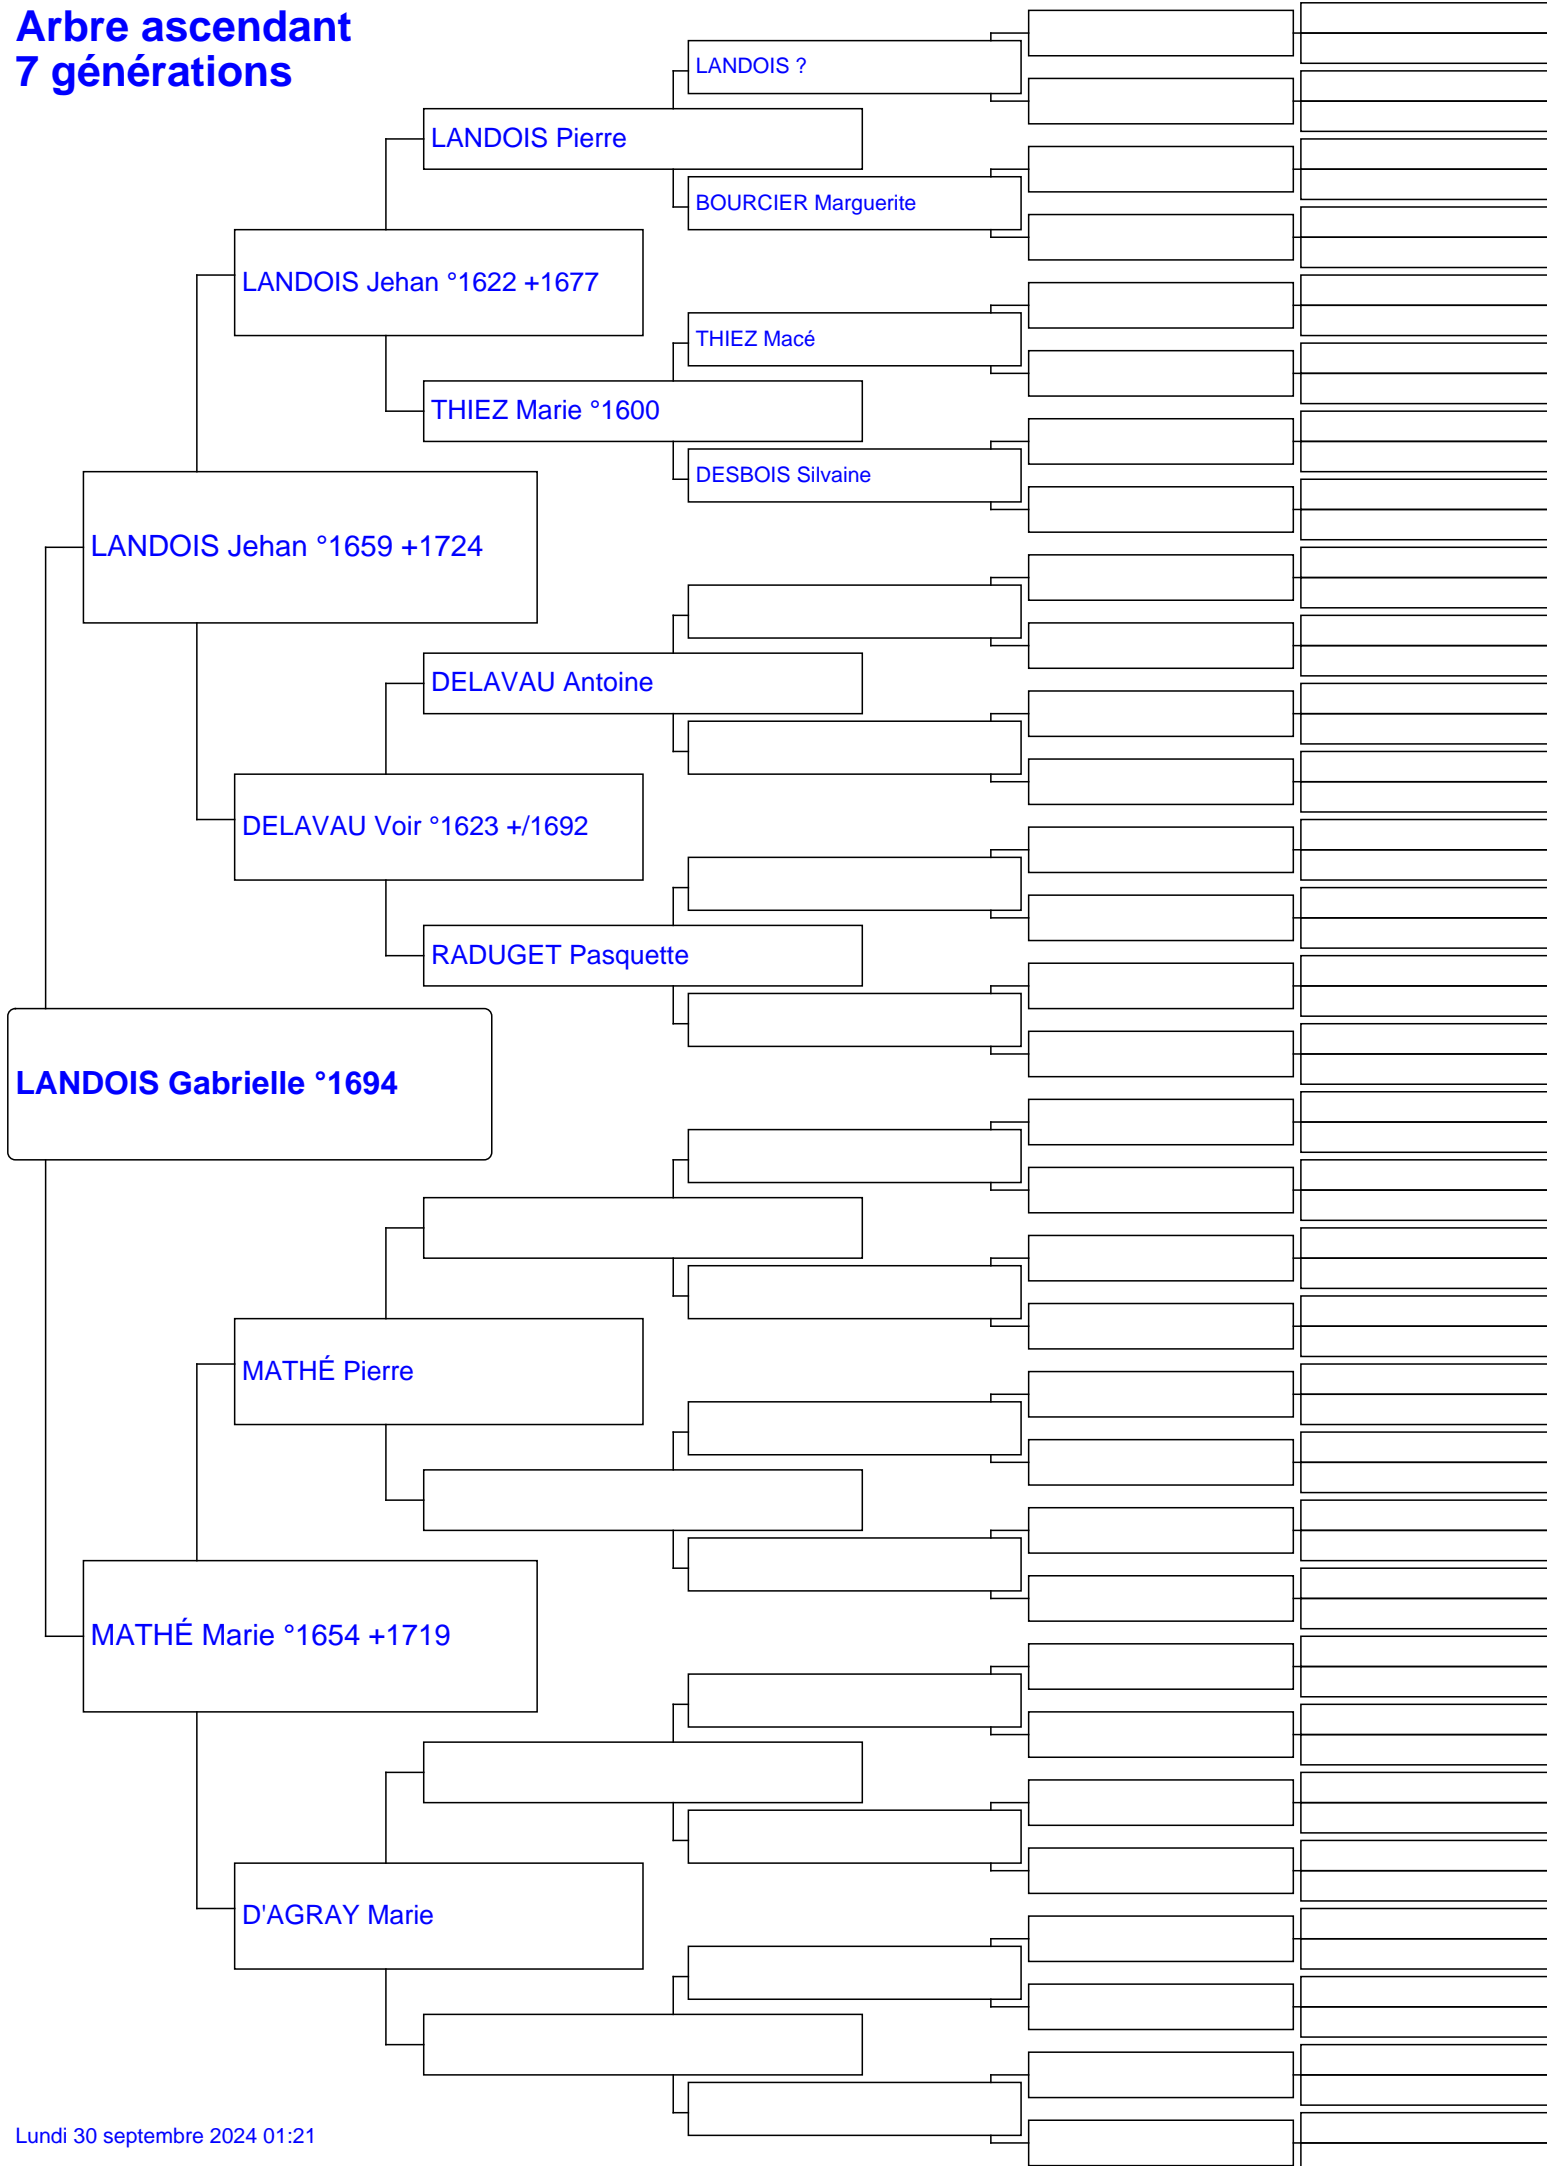 Arbre ascendant
7 générations
LANDOIS ?
LANDOIS Pierre
BOURCIER Marguerite
LANDOIS Jehan °1622 +1677
THIEZ Macé
THIEZ Marie °1600
DESBOIS Silvaine
LANDOIS Jehan °1659 +1724
DELAVAU Antoine
DELAVAU Voir °1623 +/1692
RADUGET Pasquette
LANDOIS Gabrielle °1694
MATHÉ Pierre
MATHÉ Marie °1654 +1719
D'AGRAY Marie
Lundi 30 septembre 2024 01:21